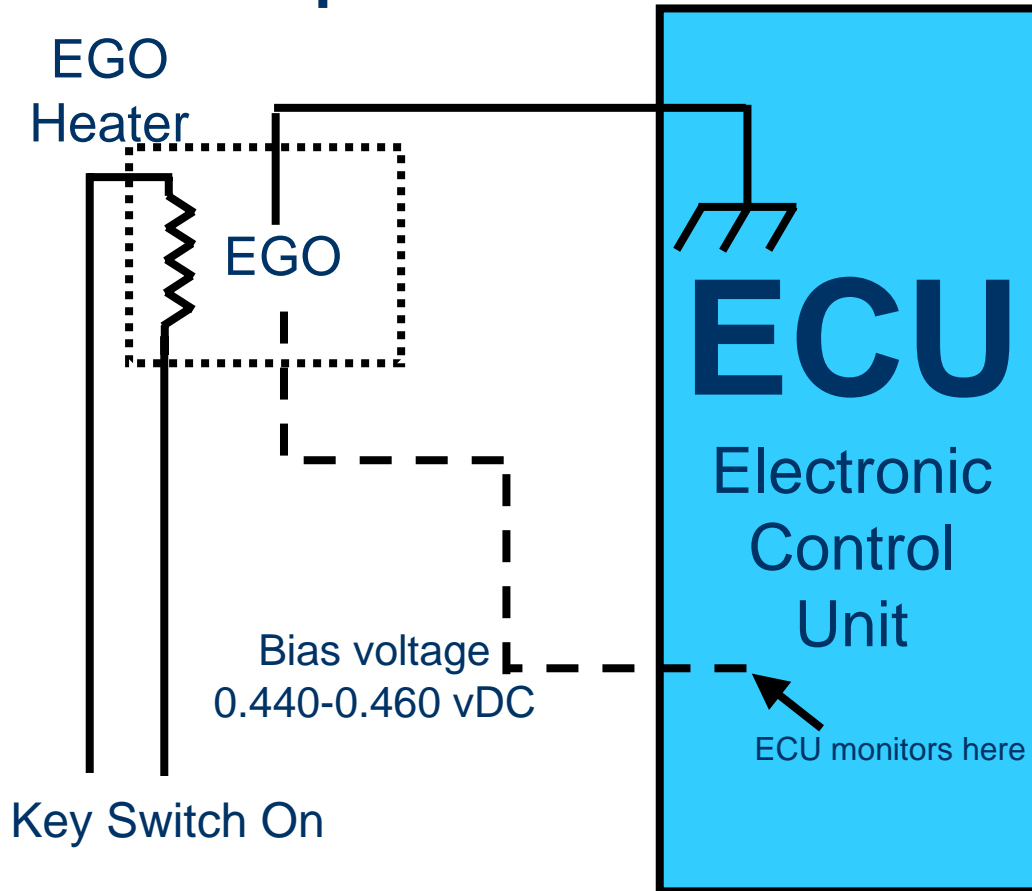 EGO
Heater
EGO
ECU
Electronic
Control
Unit
Bias voltage
0.440-0.460 vDC
ECU monitors here
Key Switch On